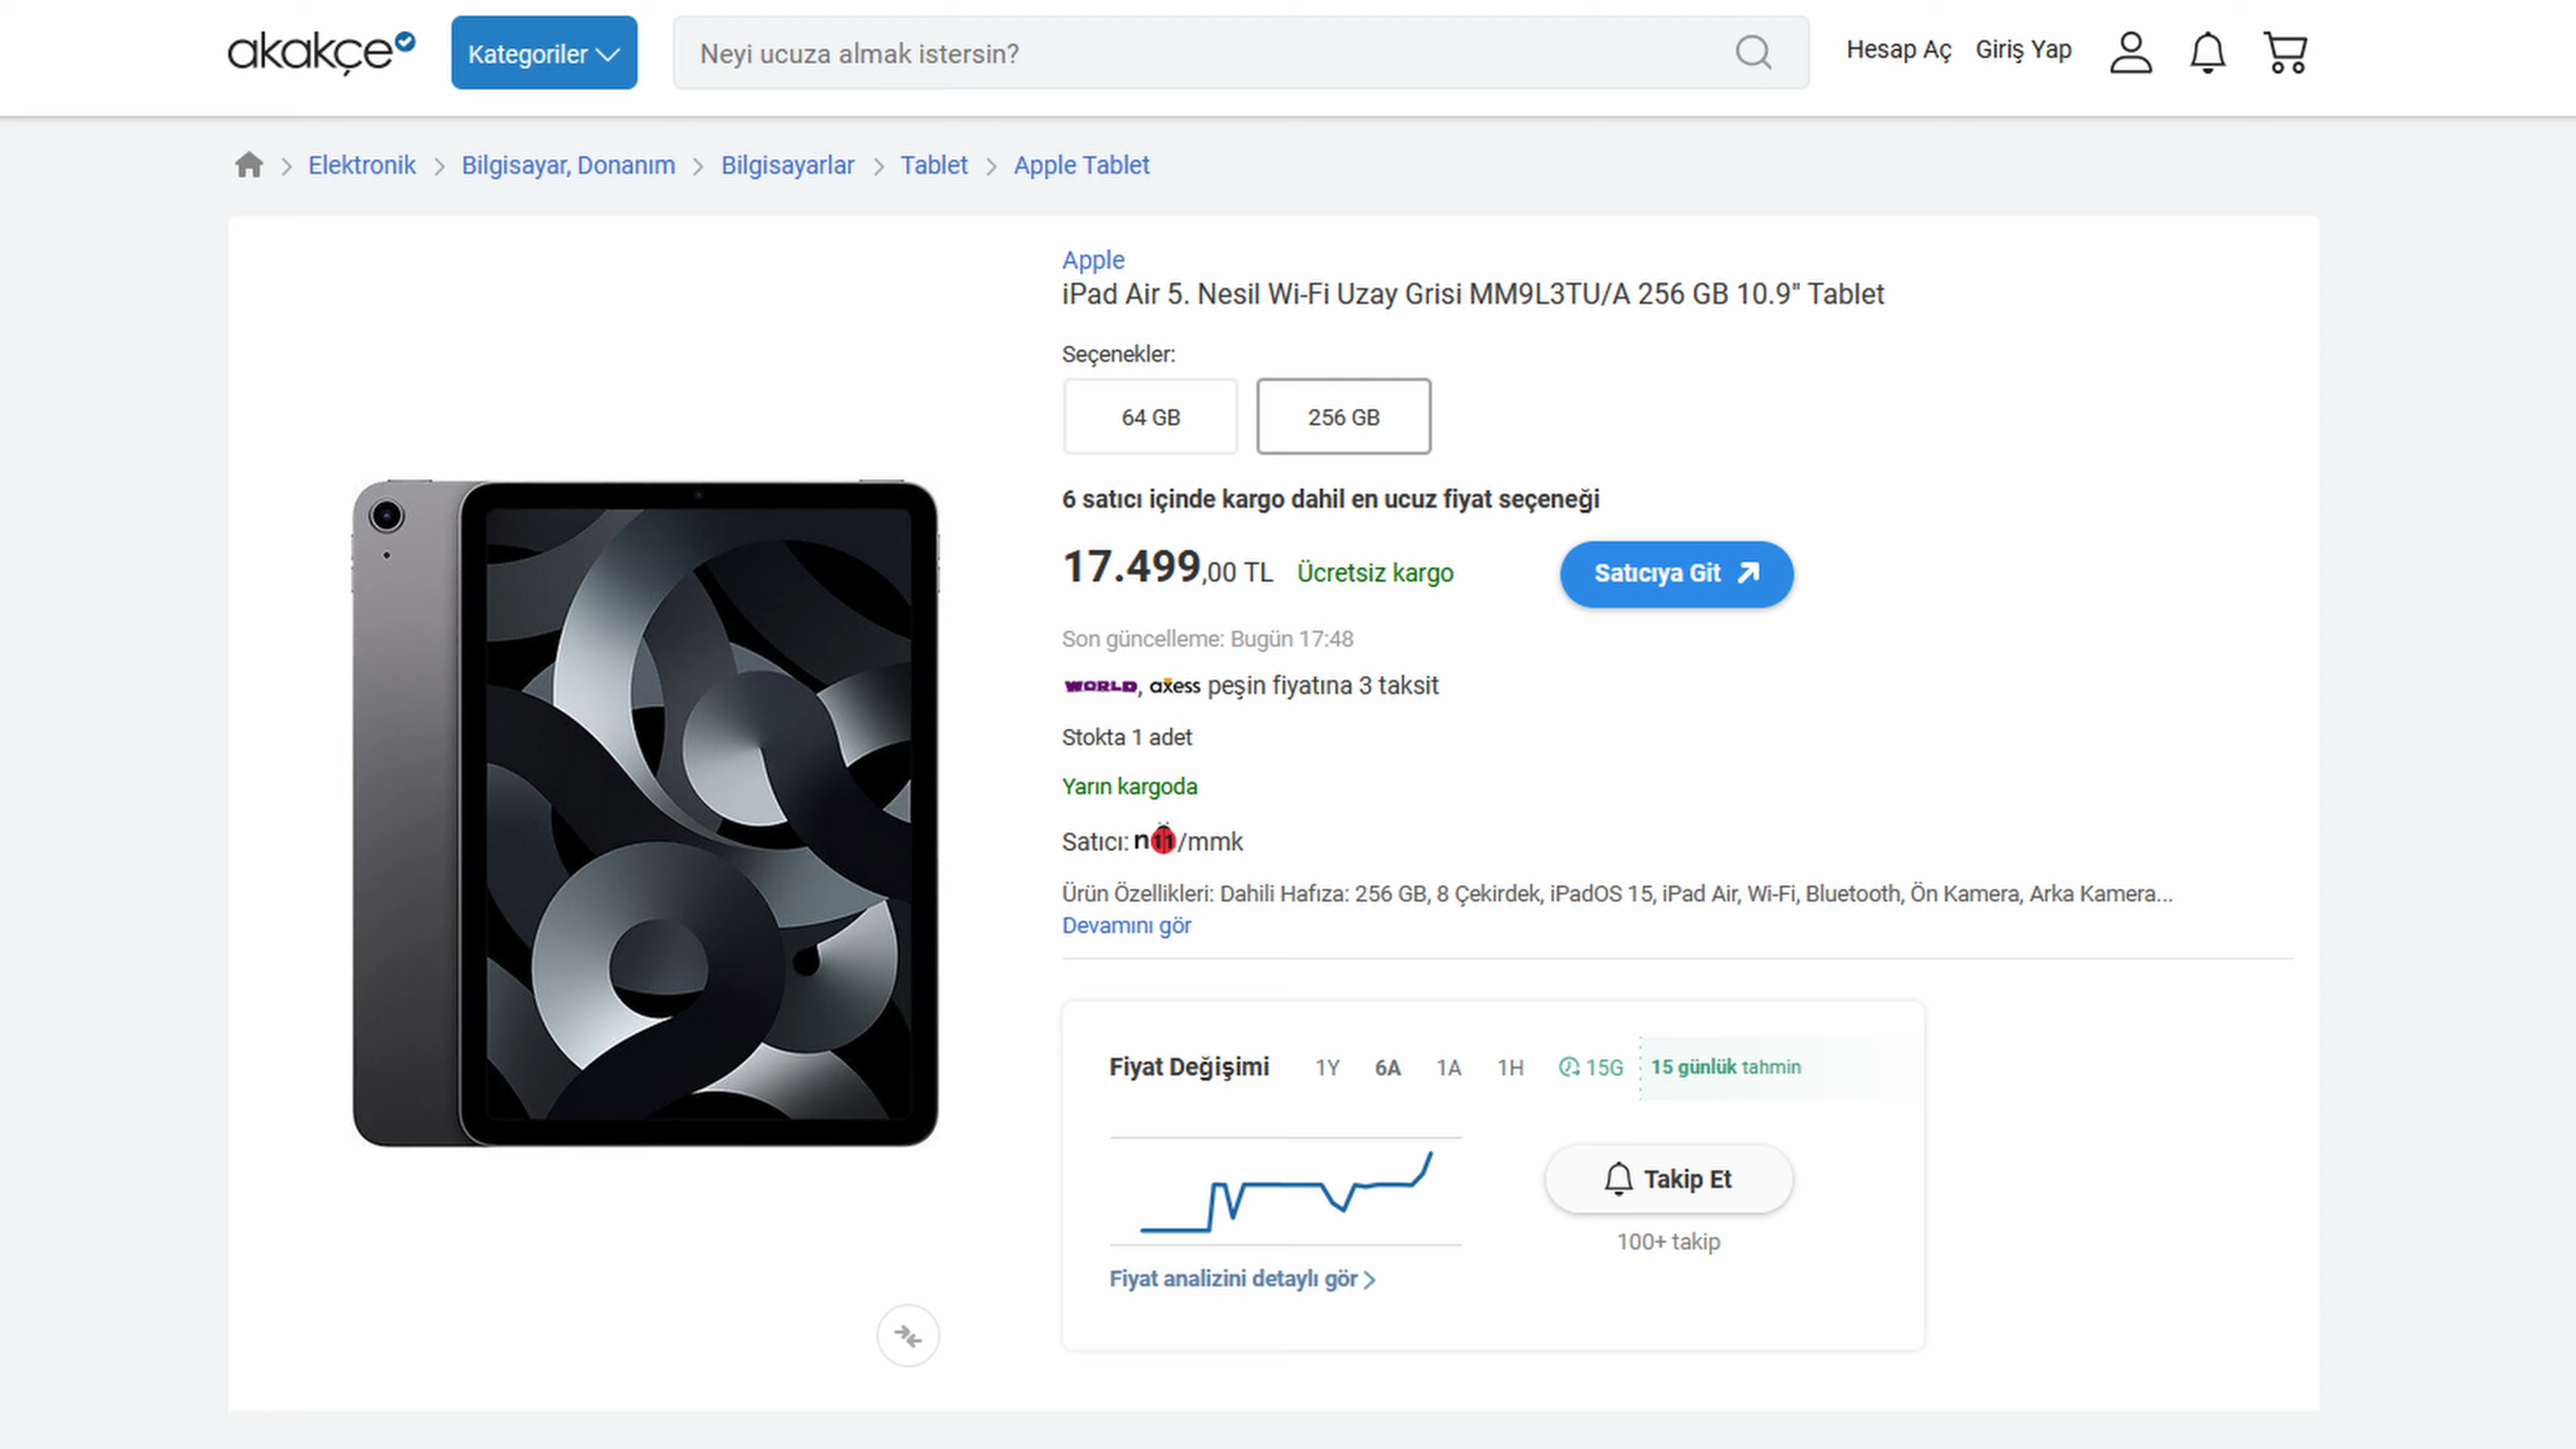 akakçe
Kategoriler
Neyi ucuza almak istersin?
Hesap Aç Giriş Yap
Elektronik Bilgisayar, Donanım Bilgisayarlar Tablet Apple Tablet
Apple
iPad Air 5. Nesil Wi-Fi Uzay Grisi MM9L3TU/A 256 GB 10.9" Tablet
Seçenekler:
64 GB 256 GB
6 satıcı içinde kargo dahil en ucuz fiyat seçeneği
17.499,00 TL Ücretsiz kargo Satıcıya Git
Son güncelleme: Bugün 17:48
WORLD, axess peşin fiyatına 3 taksit
Stokta 1 adet
Yarın kargoda
Satıcı: n11/mmk
Ürün Özellikleri: Dahili Hafıza: 256 GB, 8 Çekirdek, iPadOS 15, iPad Air, Wi-Fi, Bluetooth, Ön Kamera, Arka Kamera...
Devamını gör
Fiyat Değişimi 1Y 6A 1A 1H 15G 15 günlük tahmin
Takip Et
100+ takip
Fiyat analizini detaylı gör